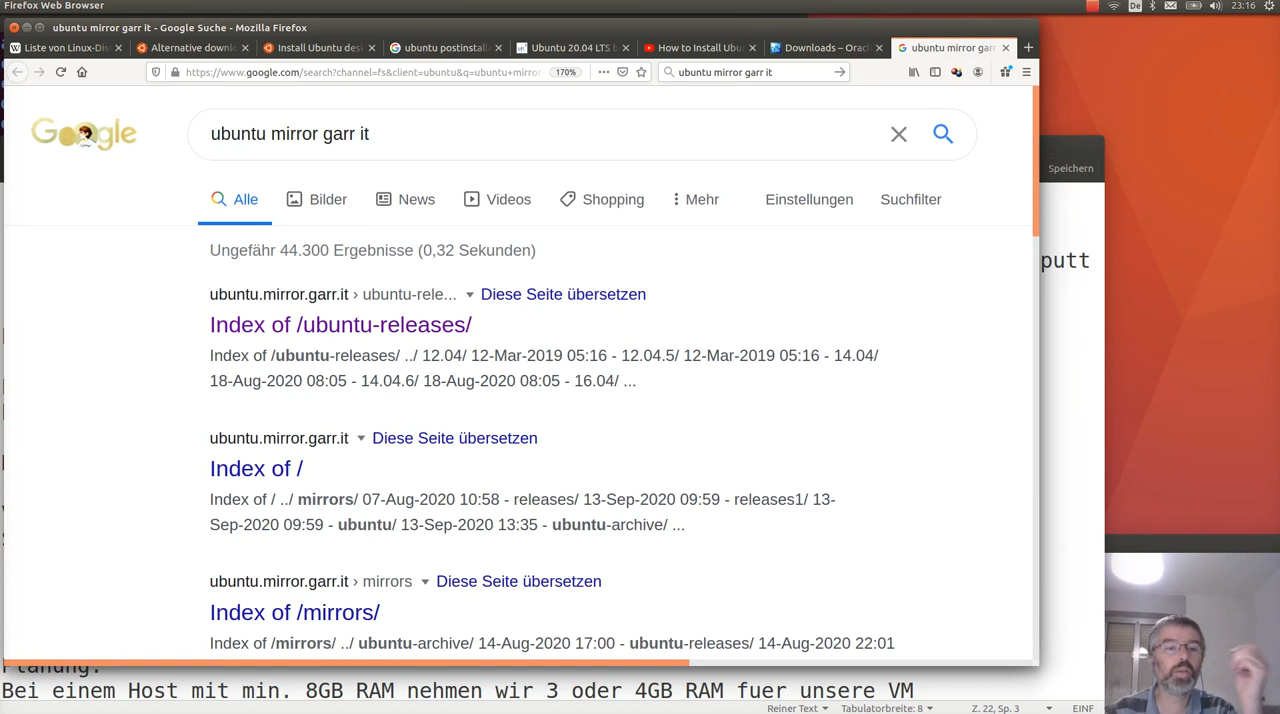 Firefox Web Browser
De
23:16
ubuntu mirror garr it - Google Suche - Mozilla Firefox
Liste von Linux-Dis
Alternative downlo
Install Ubuntu desk
ubuntu postinstalla
Ubuntu 20.04 LTS b
How to Install Ubun
Downloads – Oracl
ubuntu mirror garr
https://www.google.com/search?channel=fs&client=ubuntu&q=ubuntu+mirror
170%
ubuntu mirror garr it
Google
ubuntu mirror garr it
Speichern
Alle
Bilder
News
Videos
Shopping
Mehr
Einstellungen
Suchfilter
Ungefähr 44.300 Ergebnisse (0,32 Sekunden)
putt
ubuntu.mirror.garr.it › ubuntu-rele... Diese Seite übersetzen
Index of /ubuntu-releases/
Index of /ubuntu-releases/ ../ 12.04/ 12-Mar-2019 05:16 - 12.04.5/ 12-Mar-2019 05:16 - 14.04/
18-Aug-2020 08:05 - 14.04.6/ 18-Aug-2020 08:05 - 16.04/ ...
ubuntu.mirror.garr.it Diese Seite übersetzen
Index of /
Index of / ../ mirrors/ 07-Aug-2020 10:58 - releases/ 13-Sep-2020 09:59 - releases1/ 13-
Sep-2020 09:59 - ubuntu/ 13-Sep-2020 13:35 - ubuntu-archive/ ...
ubuntu.mirror.garr.it › mirrors Diese Seite übersetzen
Index of /mirrors/
Index of /mirrors/ ../ ubuntu-archive/ 14-Aug-2020 17:00 - ubuntu-releases/ 14-Aug-2020 22:01
Planung:
Bei einem Host mit min. 8GB RAM nehmen wir 3 oder 4GB RAM fuer unsere VM
Reiner Text
Tabulatorbreite: 8
Z. 22, Sp. 3
EINF